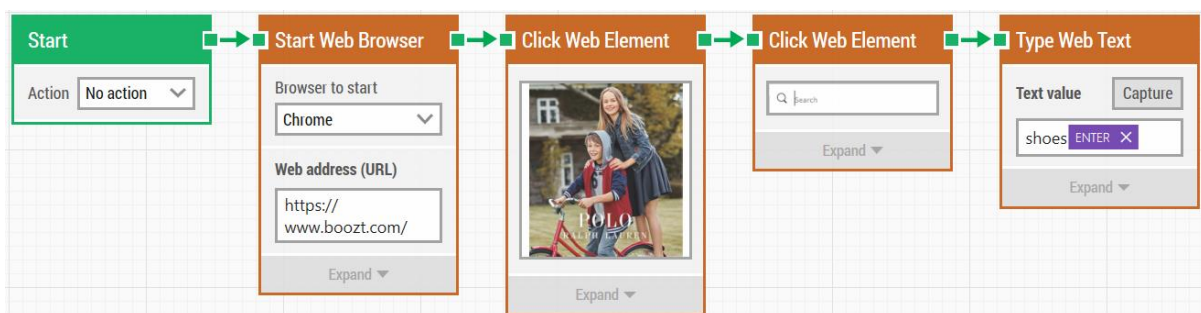 Start
Action No action
Start Web Browser
Browser to start
Chrome
Web address (URL)
https://
www.boozt.com/
Expand
Click Web Element
POLO
RALPH LAUREN
Expand
Click Web Element
Search
Expand
Type Web Text
Text value Capture
shoes ENTER X
Expand